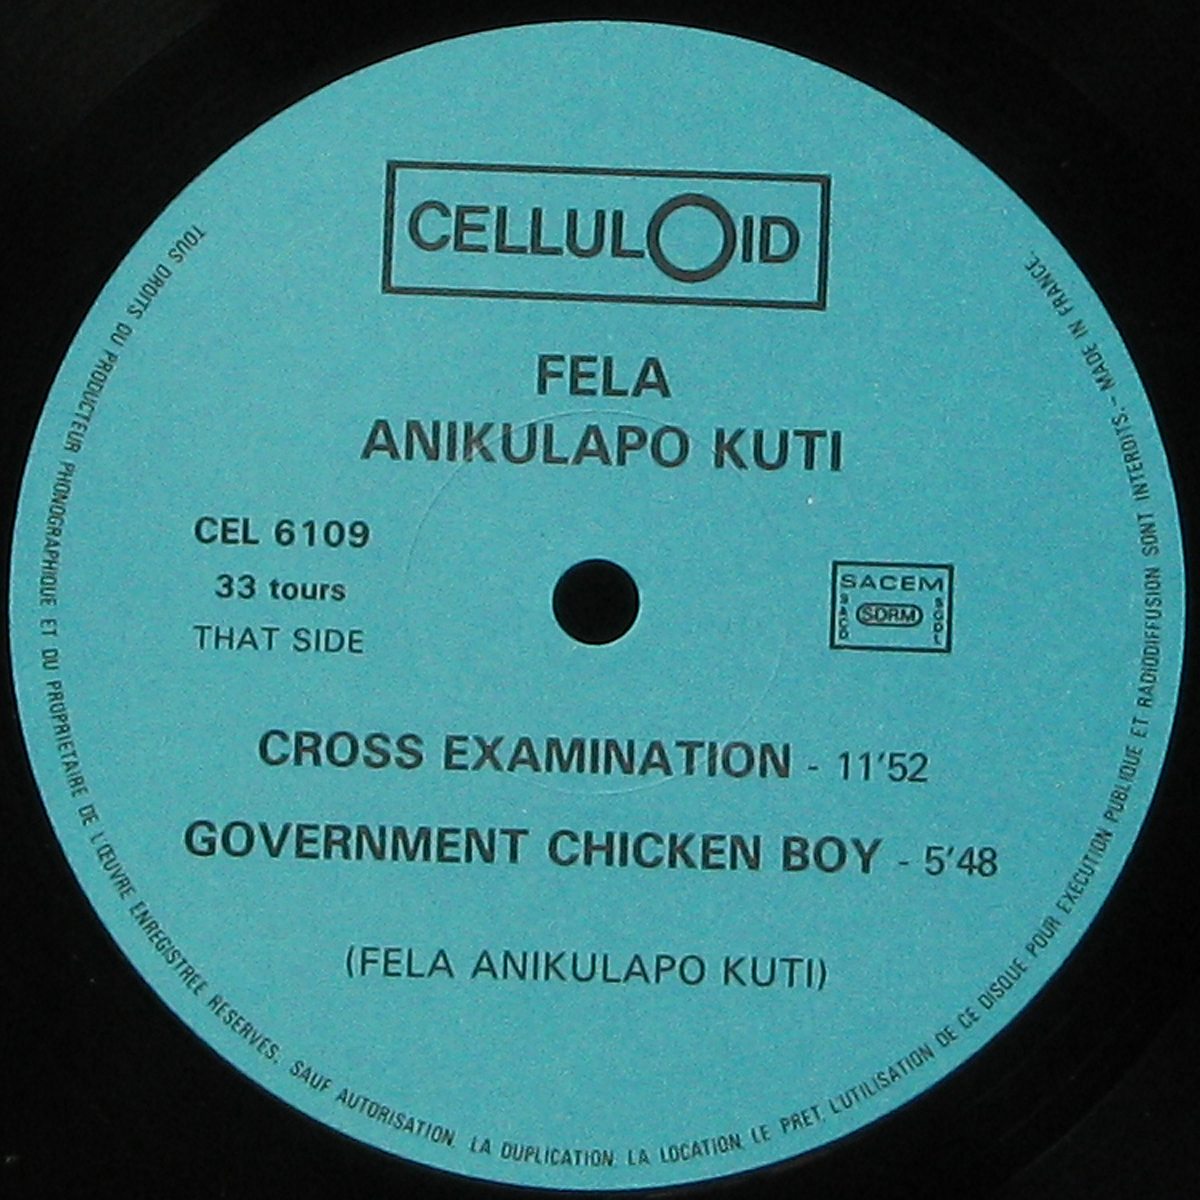 CELLULOID
FELA
ANIKULAPO KUTI
CEL 6109
33 tours
THAT SIDE
SACEM
SACD
SDRM
SGDL
CROSS EXAMINATION - 11'52
GOVERNMENT CHICKEN BOY - 5'48
(FELA ANIKULAPO KUTI)
TOUS DROITS DU PRODUCTEUR PHONOGRAPHIQUE ET DU PROPRIETAIRE DE L'ŒUVRE ENREGISTREE RESERVES. SAUF AUTORISATION. LA DUPLICATION. LA LOCATION. LE PRET. L'UTILISATION DE CE DISQUE POUR EXECUTION PUBLIQUE ET RADIODIFFUSION SONT INTERDITS. – MADE IN FRANCE.